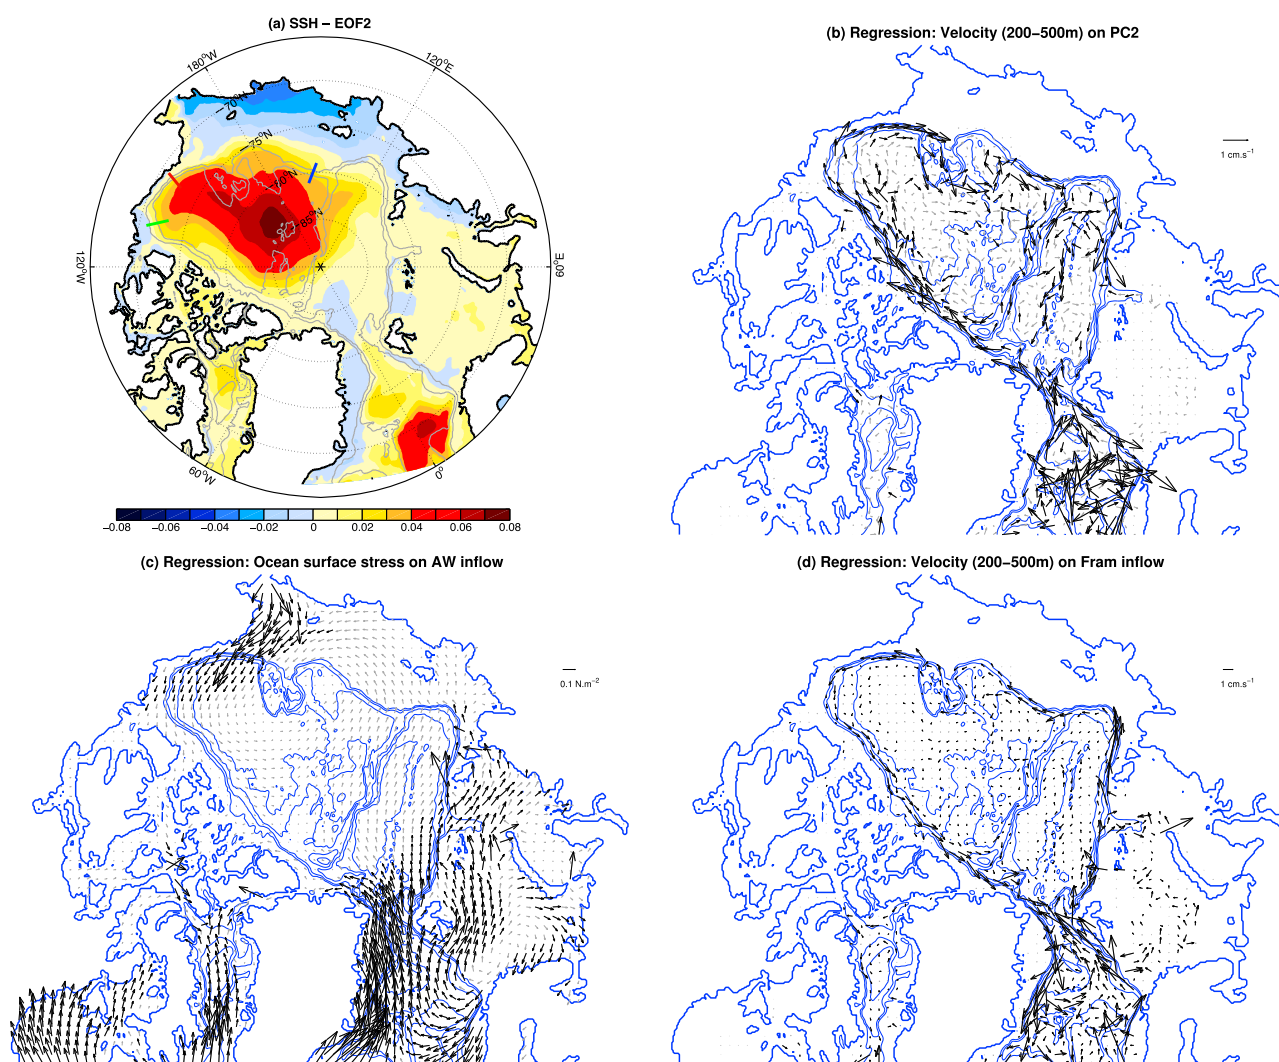 (a) SSH – EOF2
180°W
120°E
−70°N
−75°N
−85°N
120°W
60°E
60°W
0°
−0.08 −0.06 −0.04 −0.02 0 0.02 0.04 0.06 0.08
(b) Regression: Velocity (200−500m) on PC2
1 cm.s⁻¹
(c) Regression: Ocean surface stress on AW inflow
0.1 N.m⁻²
(d) Regression: Velocity (200−500m) on Fram inflow
1 cm.s⁻¹